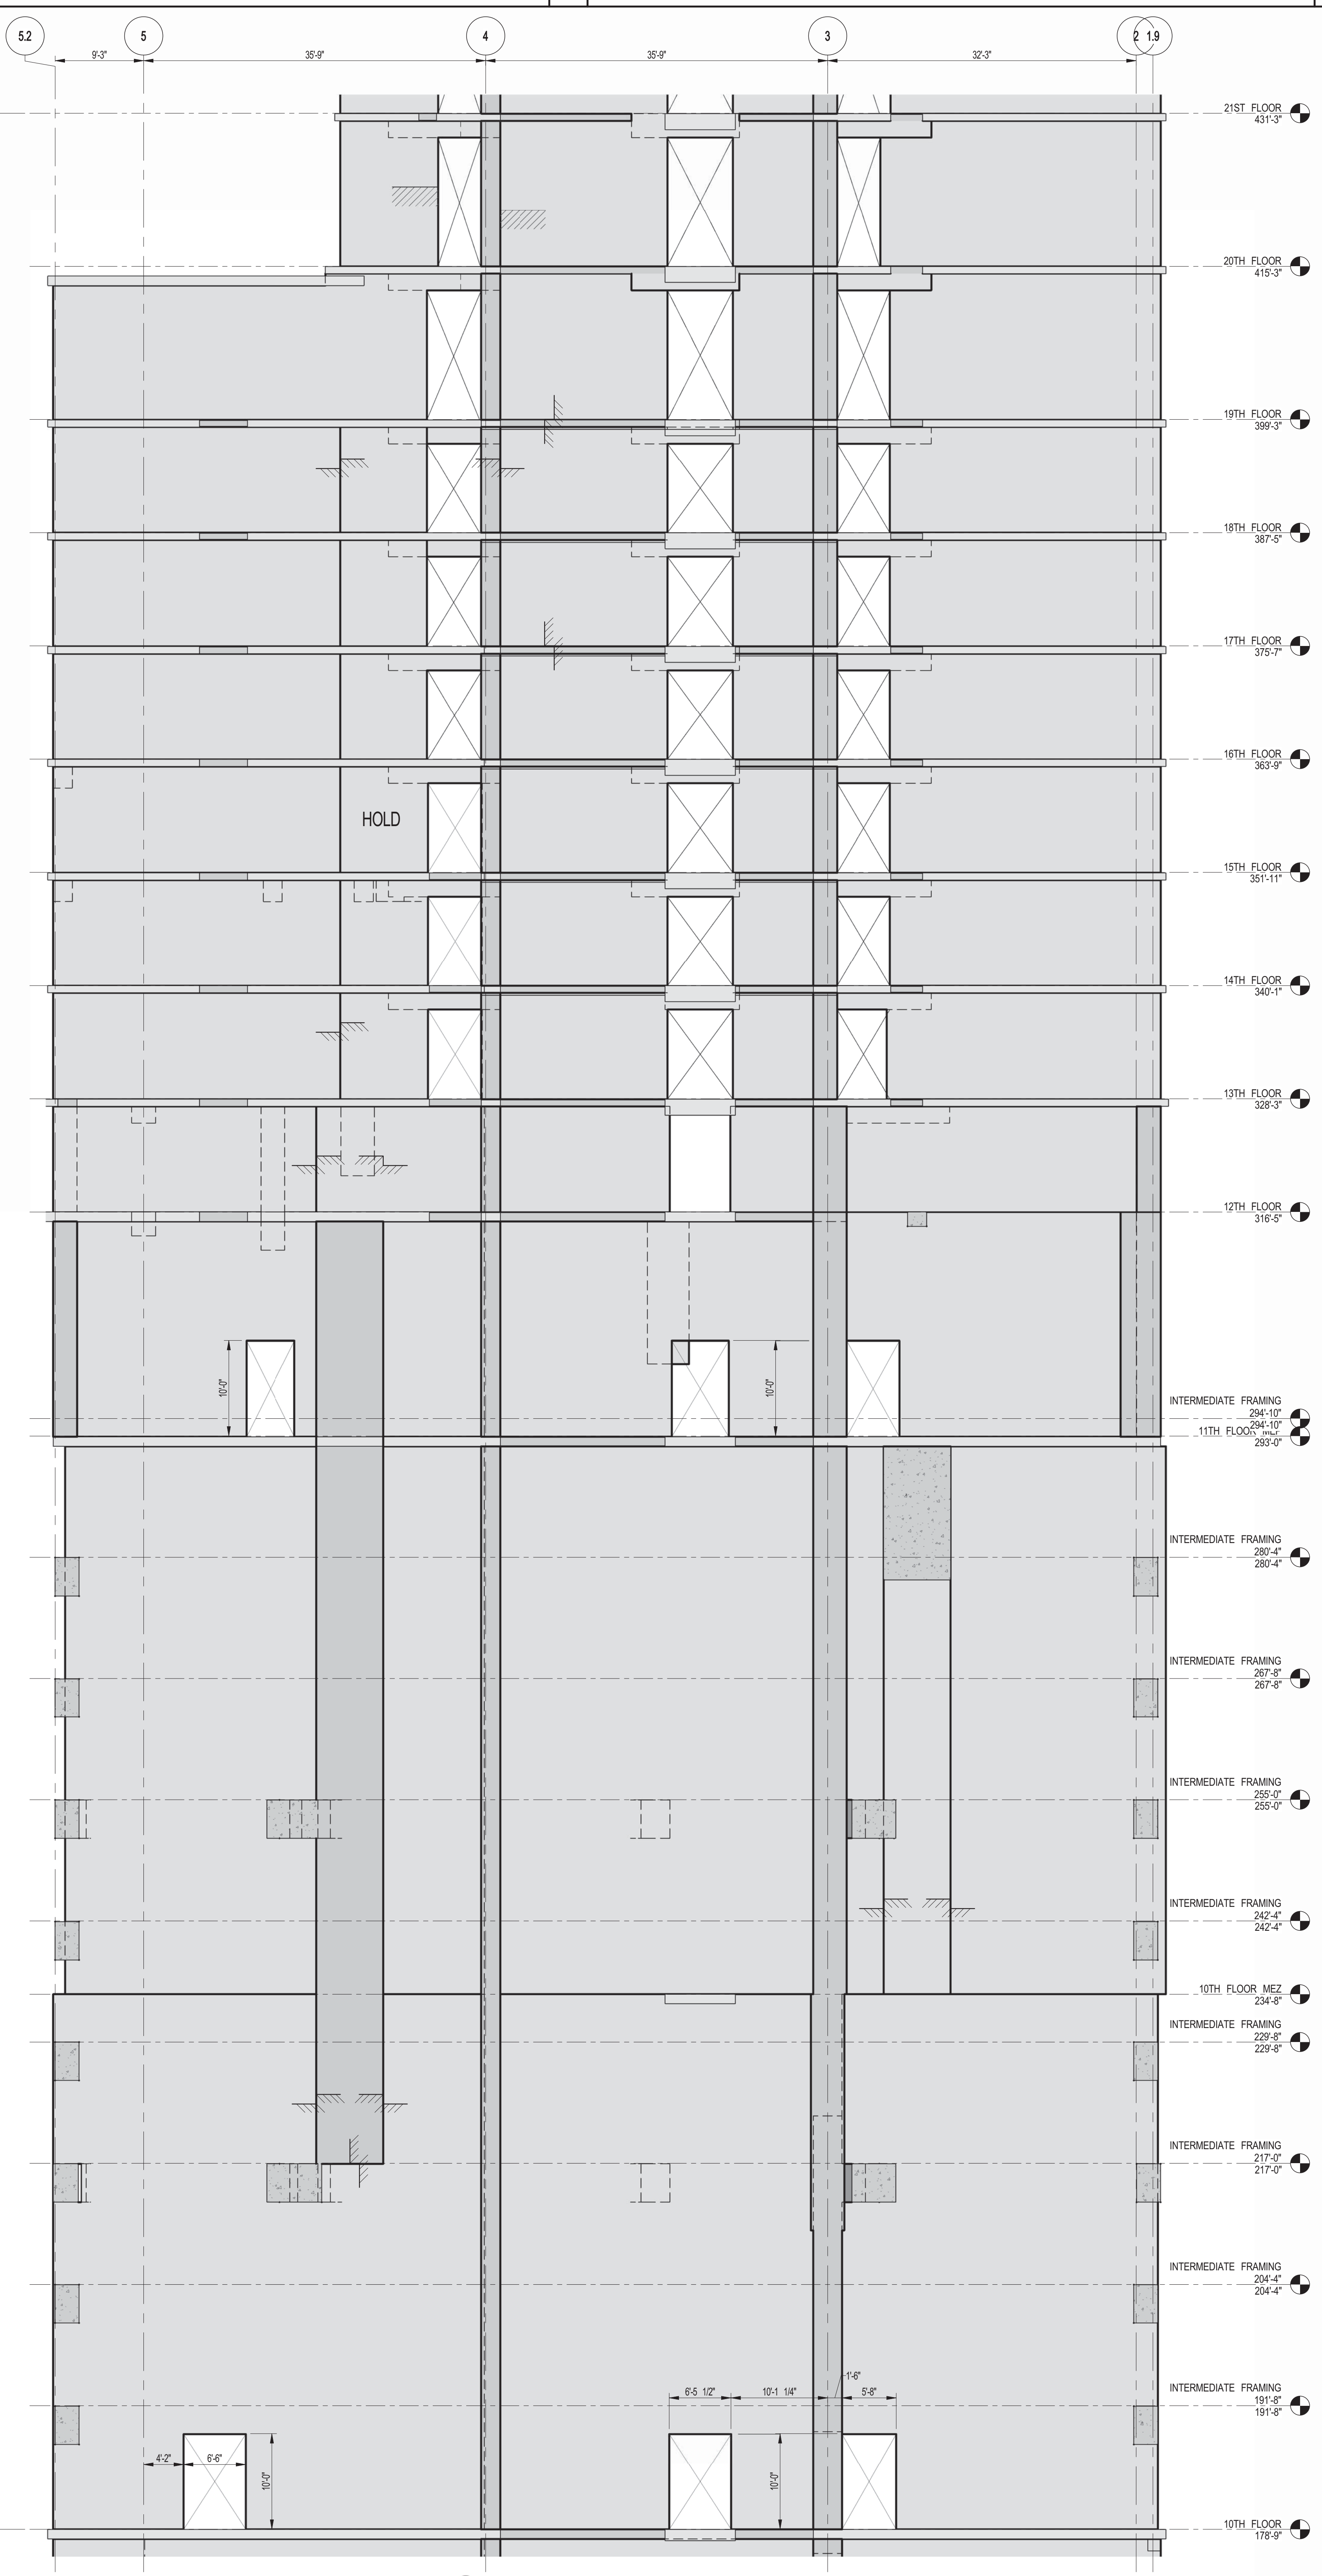 5.2 5 4 3 2 1.9
9'-3" 35'-9" 35'-9" 32'-3"
21ST FLOOR
431'-3"
20TH FLOOR
415'-3"
19TH FLOOR
399'-3"
18TH FLOOR
387'-5"
17TH FLOOR
375'-7"
16TH FLOOR
363'-9"
HOLD
15TH FLOOR
351'-11"
14TH FLOOR
340'-1"
13TH FLOOR
328'-3"
12TH FLOOR
316'-5"
10'-0" 10'-0"
INTERMEDIATE FRAMING
294'-10"
294'-10"
11TH FLOOR
293'-0"
INTERMEDIATE FRAMING
280'-4"
280'-4"
INTERMEDIATE FRAMING
267'-8"
267'-8"
INTERMEDIATE FRAMING
255'-0"
255'-0"
INTERMEDIATE FRAMING
242'-4"
242'-4"
10TH FLOOR MEZ
234'-8"
INTERMEDIATE FRAMING
229'-8"
229'-8"
INTERMEDIATE FRAMING
217'-0"
217'-0"
INTERMEDIATE FRAMING
204'-4"
204'-4"
1'-6"
INTERMEDIATE FRAMING
191'-8"
191'-8"
6'-5 1/2" 10'-1 1/4" 5'-8"
4'-2" 6'-6"
10'-0" 10'-0"
10TH FLOOR
178'-9"